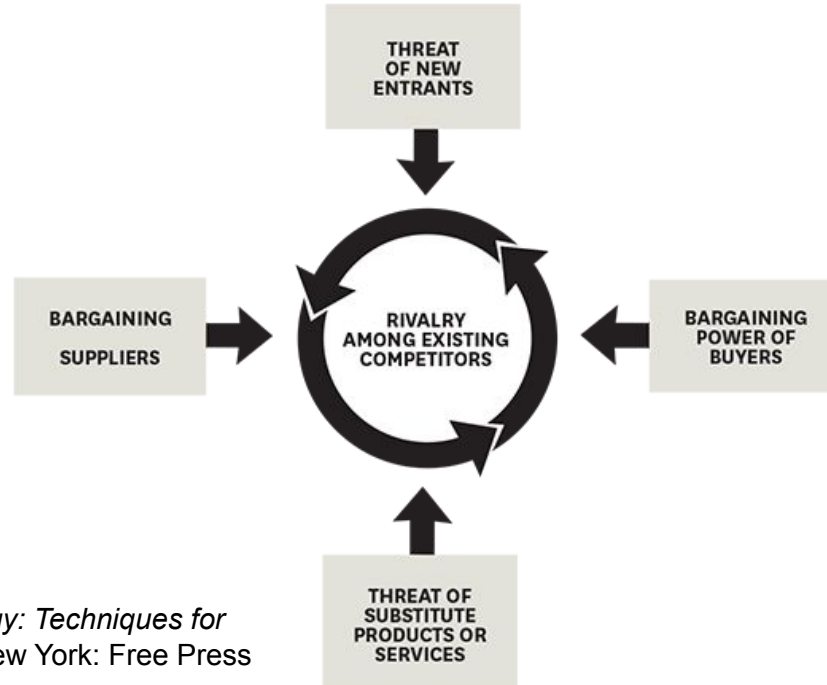 THREAT
OF NEW
ENTRANTS
BARGAINING
SUPPLIERS
RIVALRY
AMONG EXISTING
COMPETITORS
BARGAINING
POWER OF
BUYERS
THREAT OF
SUBSTITUTE
PRODUCTS OR
SERVICES
Techniques for
York: Free Press